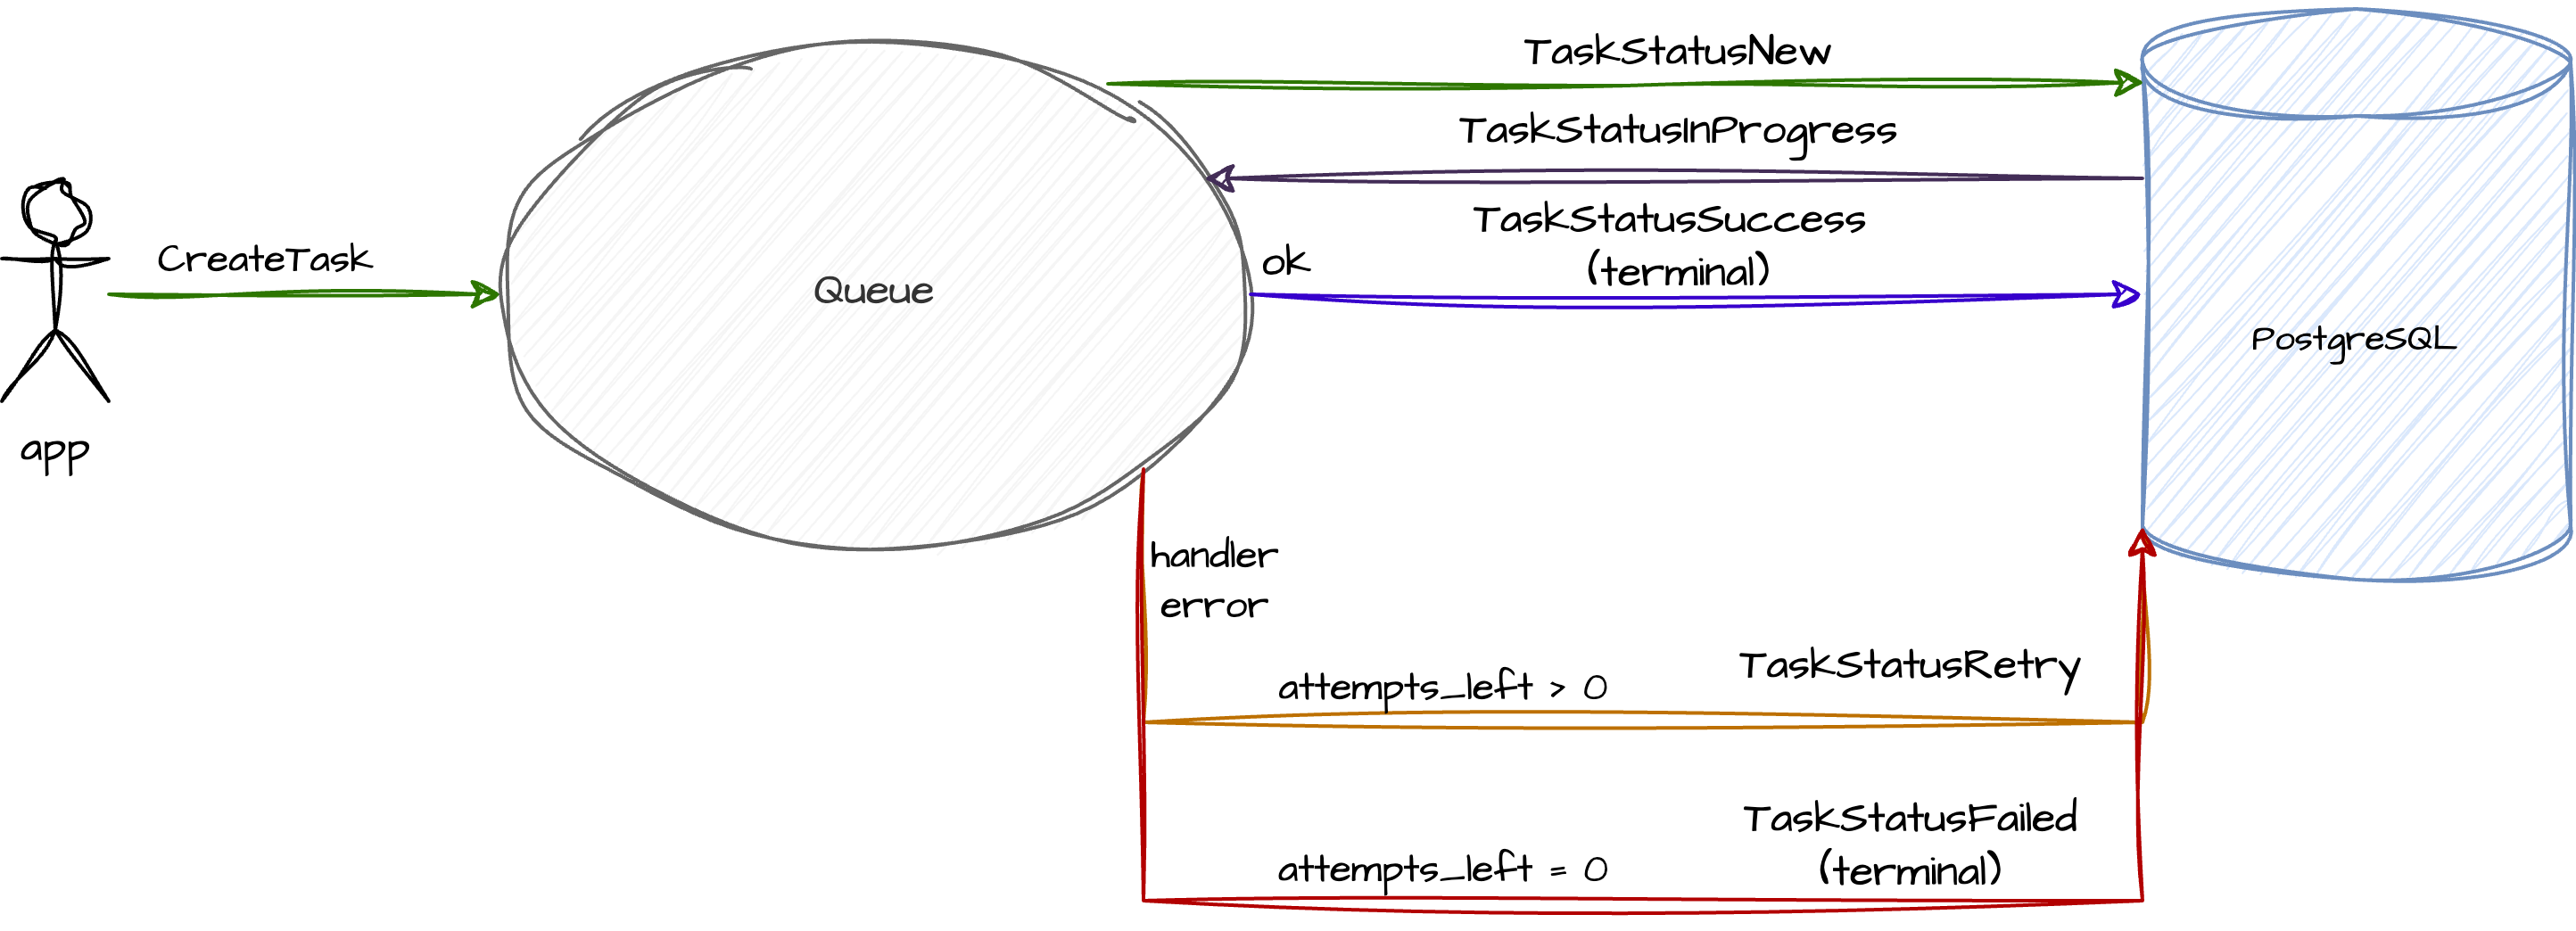 TaskStatusNew
TaskStatusInProgress
TaskStatusSuccess
(terminal)
ok
CreateTask
Queue
PostgreSQL
app
handler
error
TaskStatusRetry
attempts_left > 0
TaskStatusFailed
(terminal)
attempts_left = 0